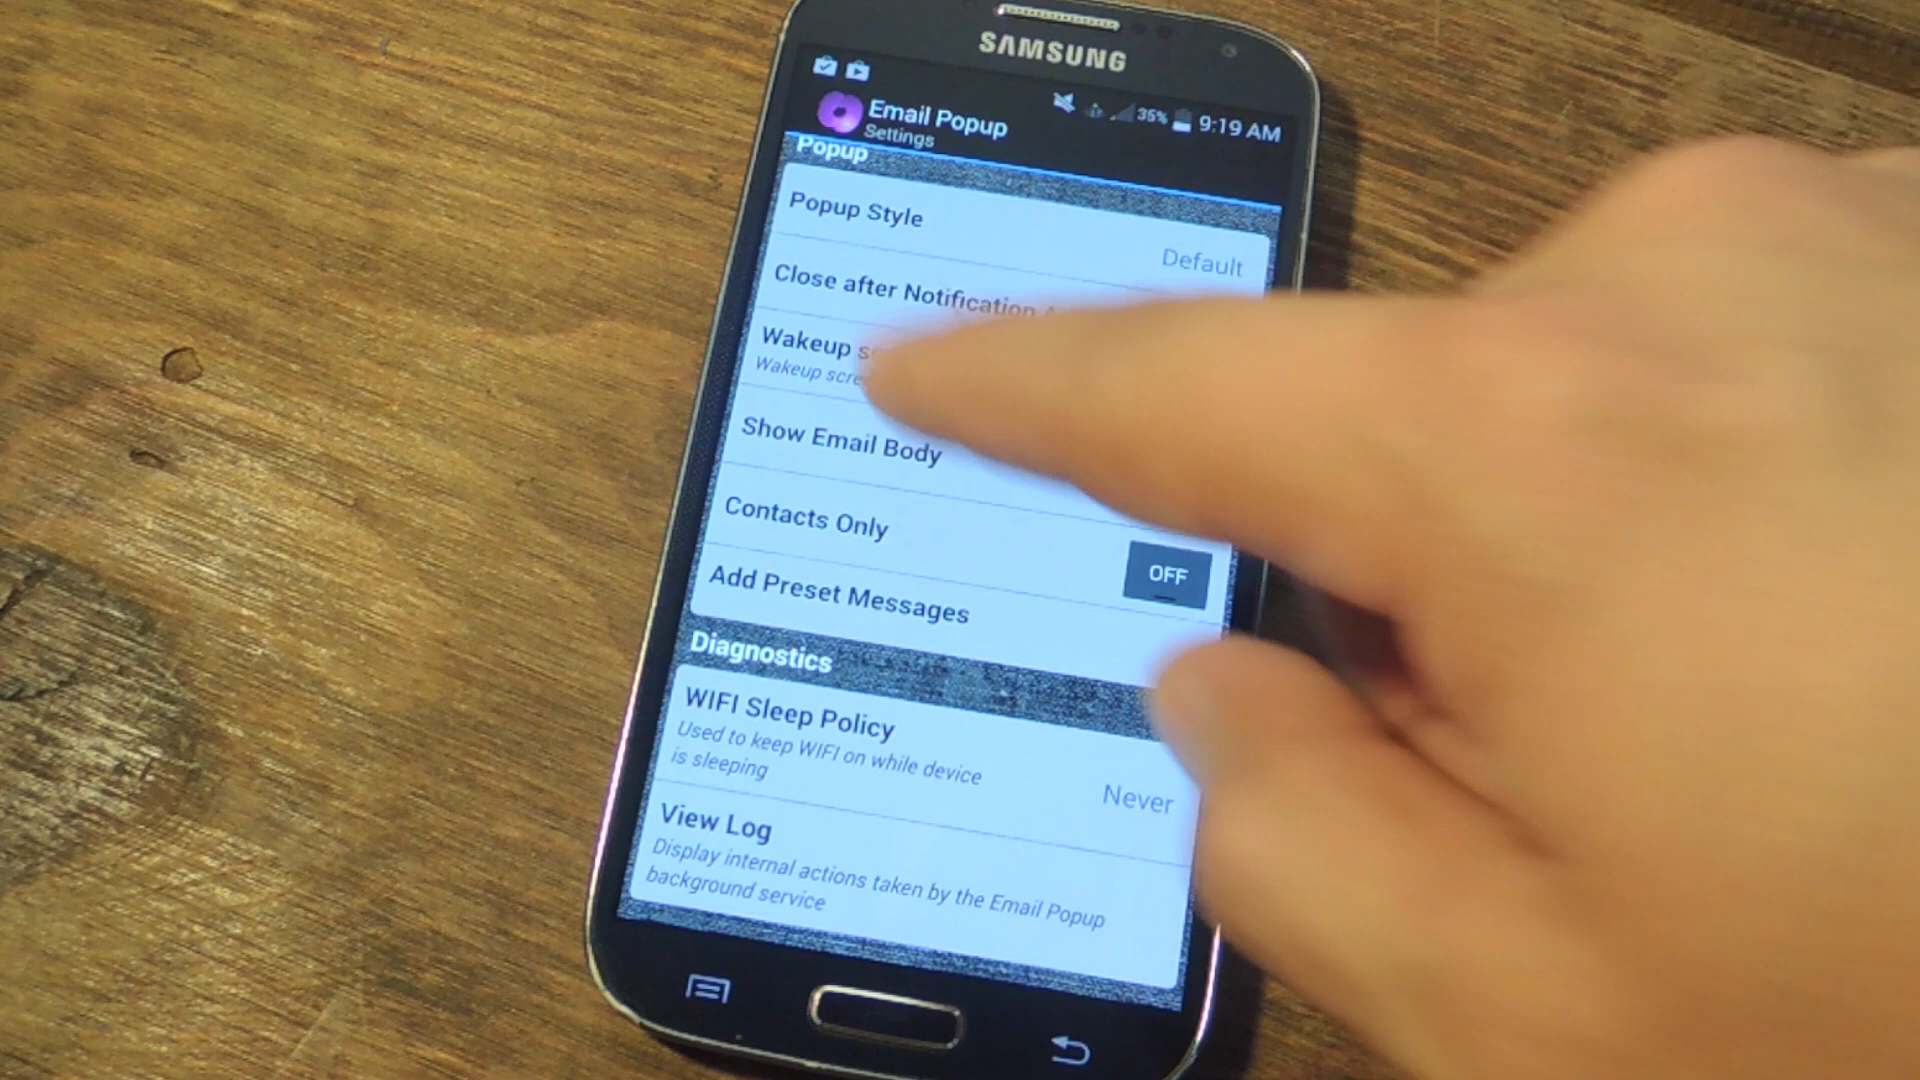 SAMSUNG
35% 9:19 AM
Email Popup
Settings
Popup
Popup Style
Default
Close after Notification
Wakeup
Wakeup
Show Email Body
Contacts Only
OFF
Add Preset Messages
Diagnostics
WIFI Sleep Policy
Used to keep WIFI on while device
is sleeping
Never
View Log
Display internal actions taken by the Email Popup
background service